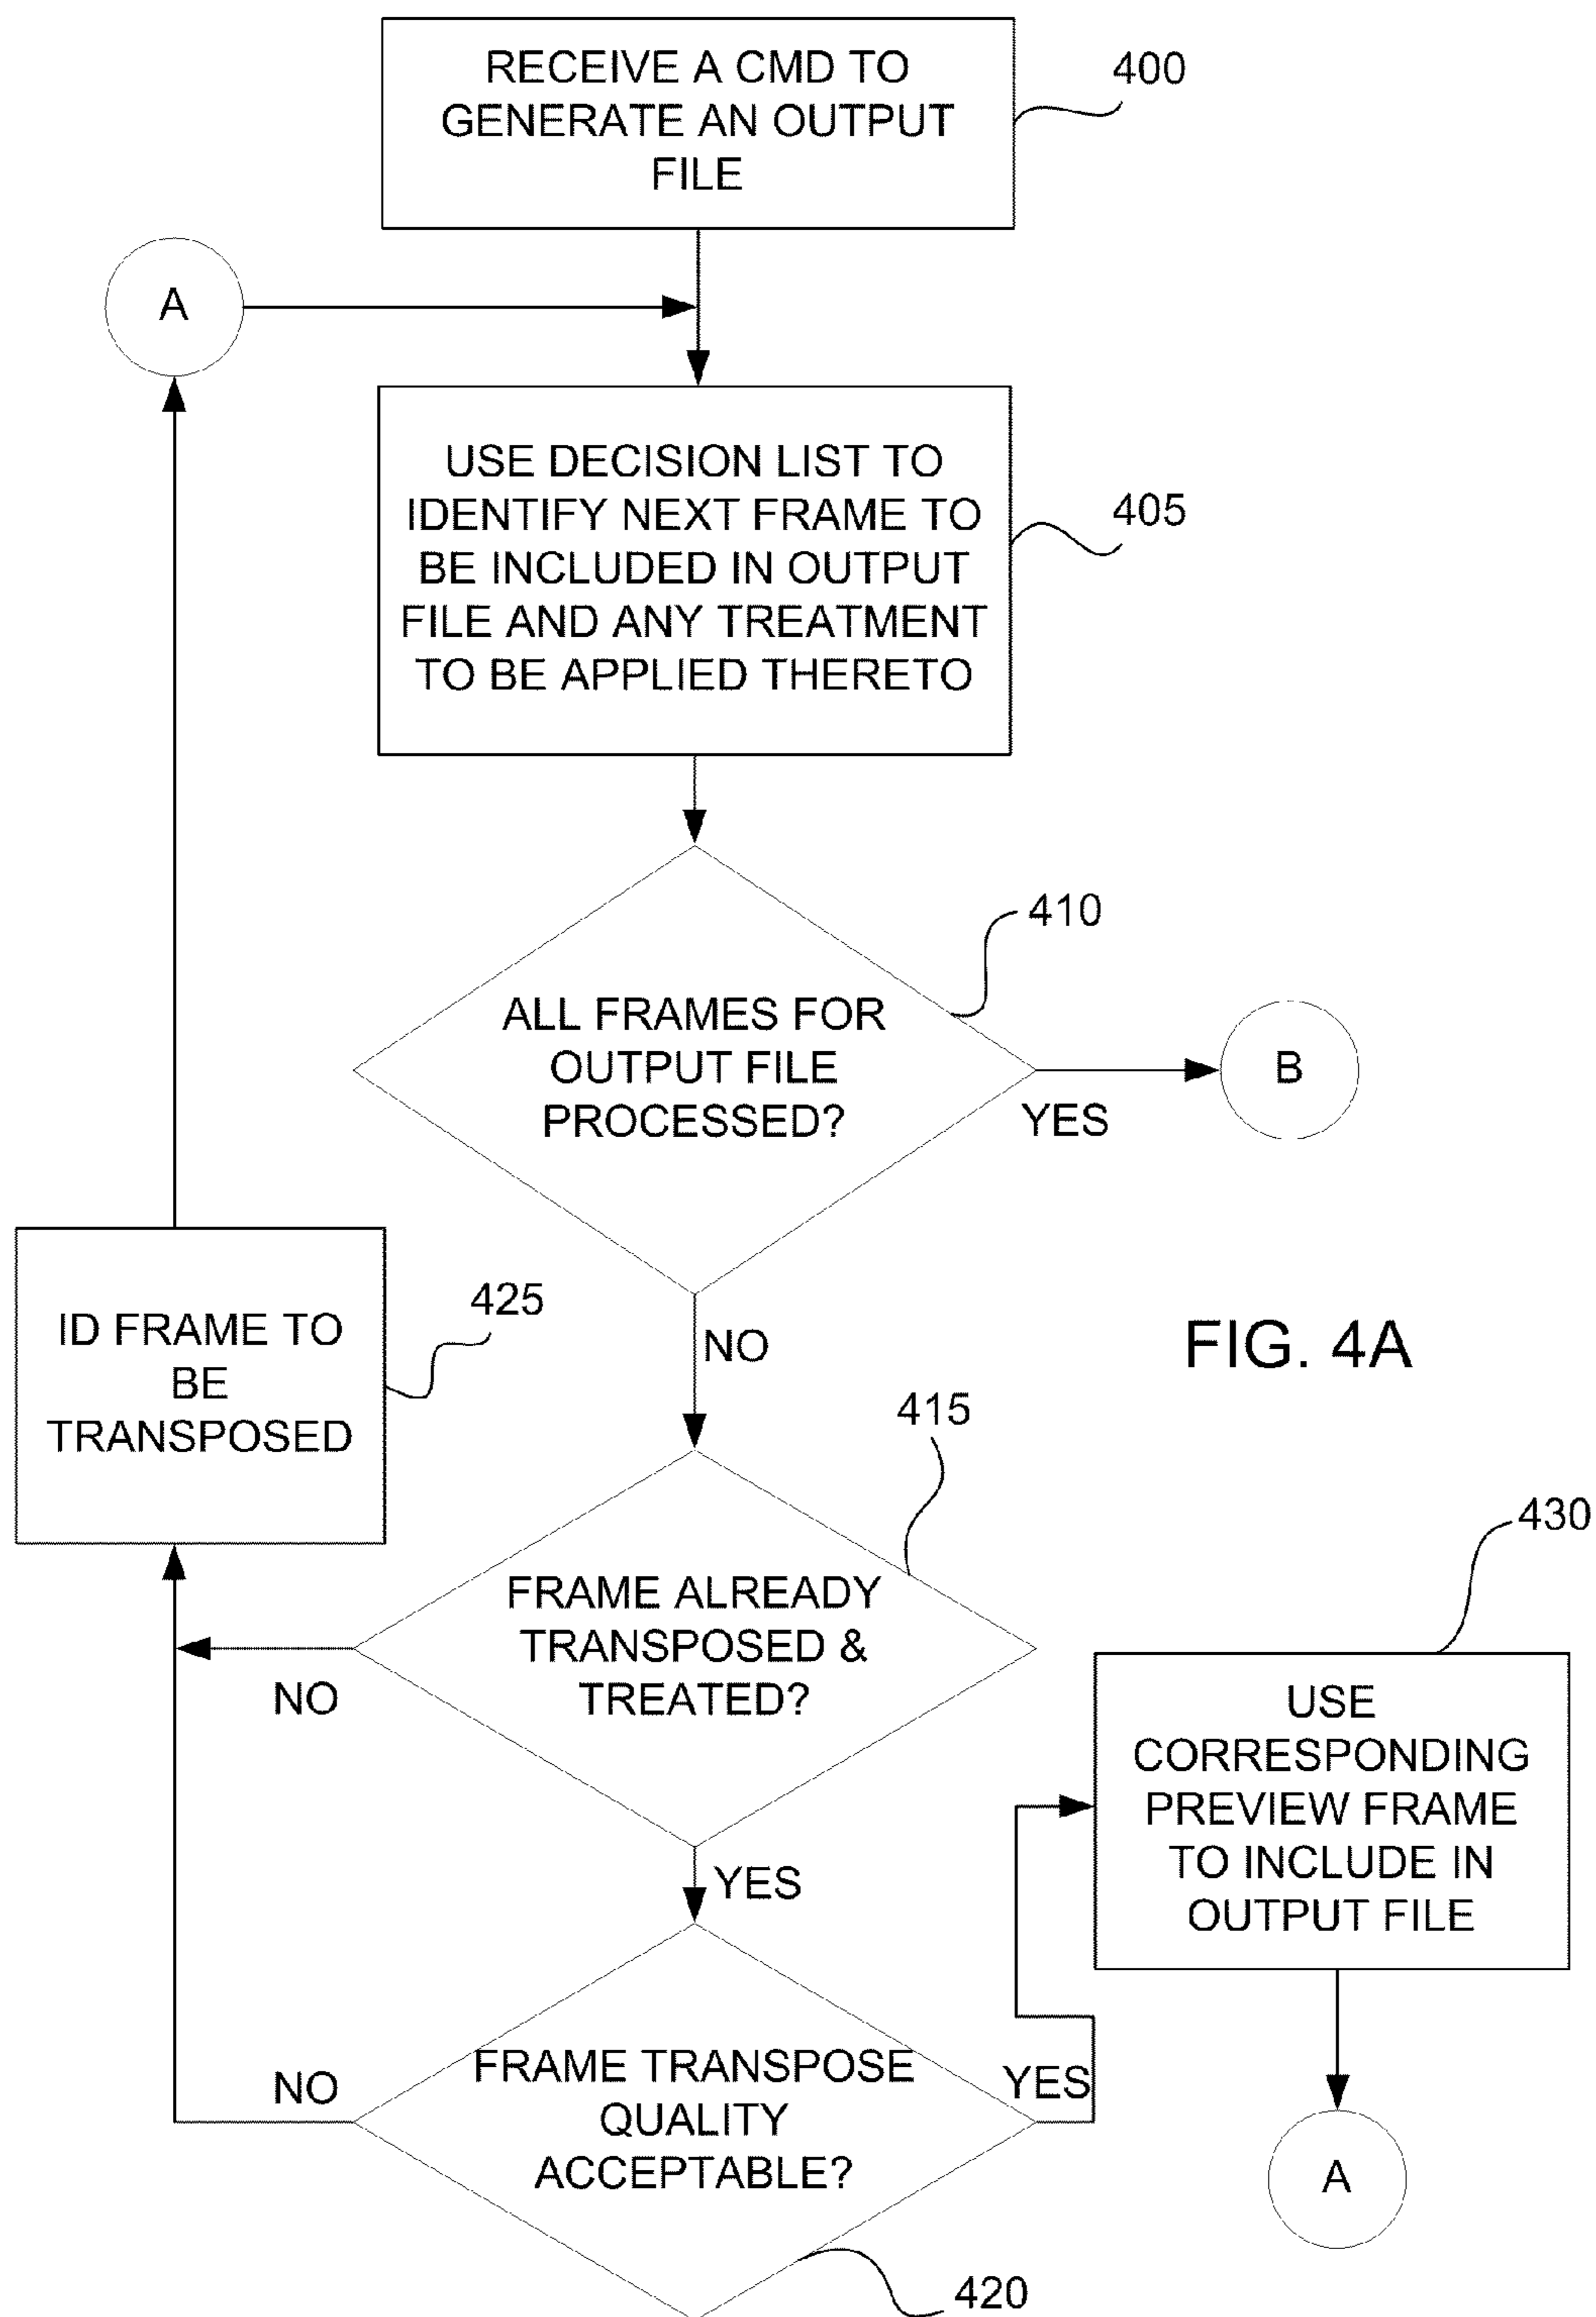 RECEIVE A CMD TO
GENERATE AN OUTPUT
FILE
400
A
USE DECISION LIST TO
IDENTIFY NEXT FRAME TO
BE INCLUDED IN OUTPUT
FILE AND ANY TREATMENT
TO BE APPLIED THERETO
405
410
ALL FRAMES FOR
OUTPUT FILE
PROCESSED?
YES
B
NO
ID FRAME TO
BE
TRANSPOSED
425
FIG. 4A
415
FRAME ALREADY
TRANSPOSED &
TREATED?
NO
YES
430
USE
CORRESPONDING
PREVIEW FRAME
TO INCLUDE IN
OUTPUT FILE
FRAME TRANSPOSE
QUALITY
ACCEPTABLE?
NO
YES
A
420